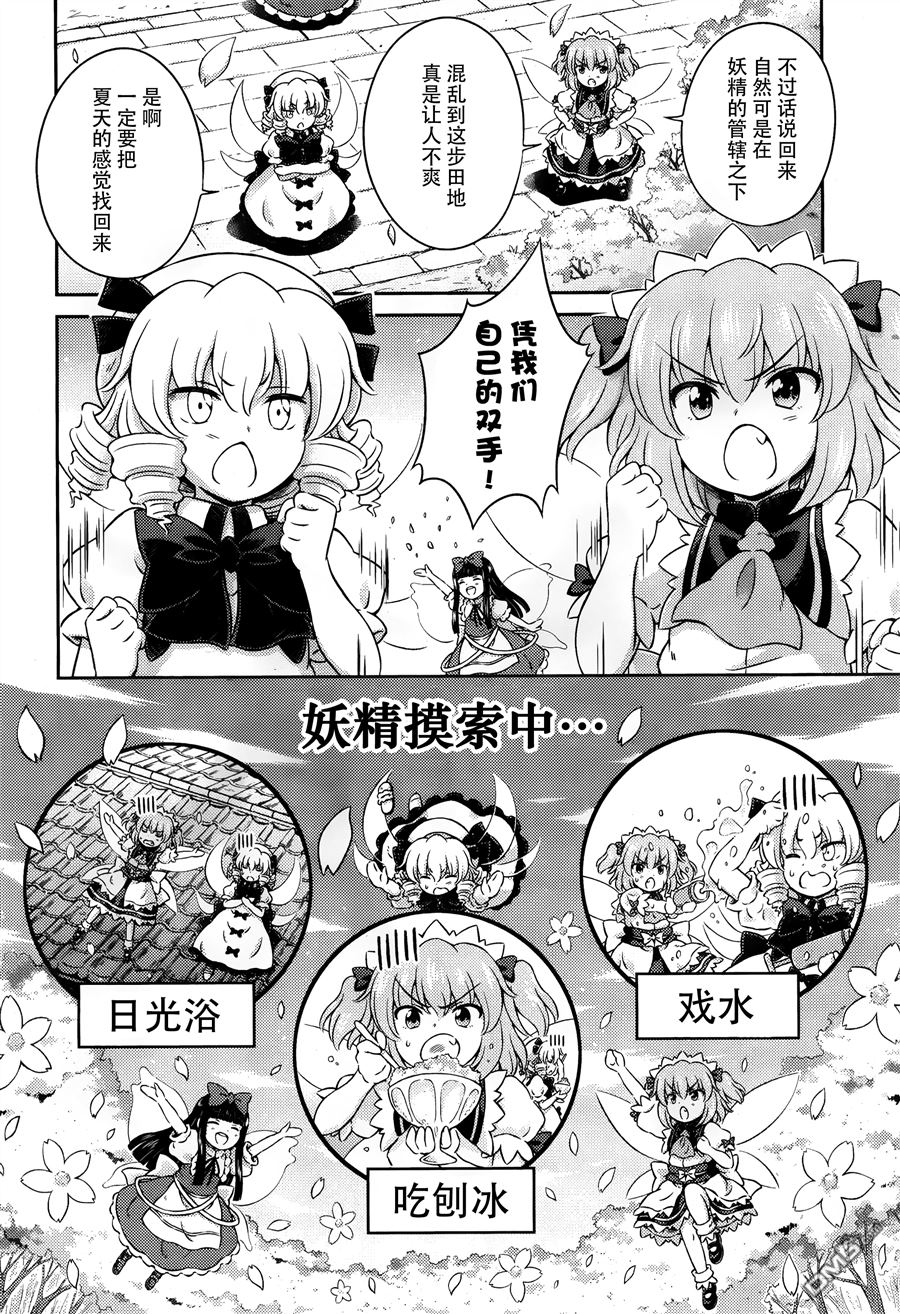 不过话说回来
自然可是在
妖精的管辖之下
混乱到这步田地
真是让人不爽
是啊
一定要把
夏天的感觉找回来
凭我们
自己的双手！
妖精摸索中…
戏水
日光浴
吃刨冰
DM5